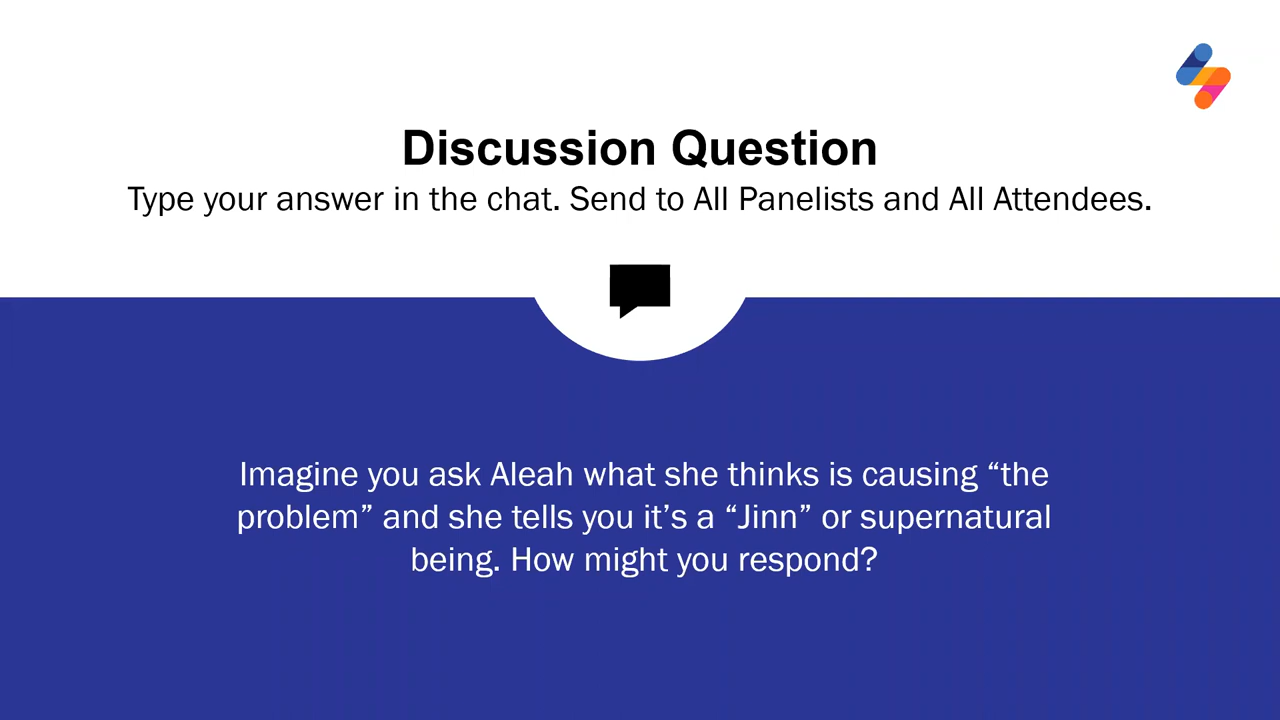 Discussion Question
Type your answer in the chat. Send to All Panelists and All Attendees.
Imagine you ask Aleah what she thinks is causing “the
problem” and she tells you it’s a “Jinn” or supernatural
being. How might you respond?